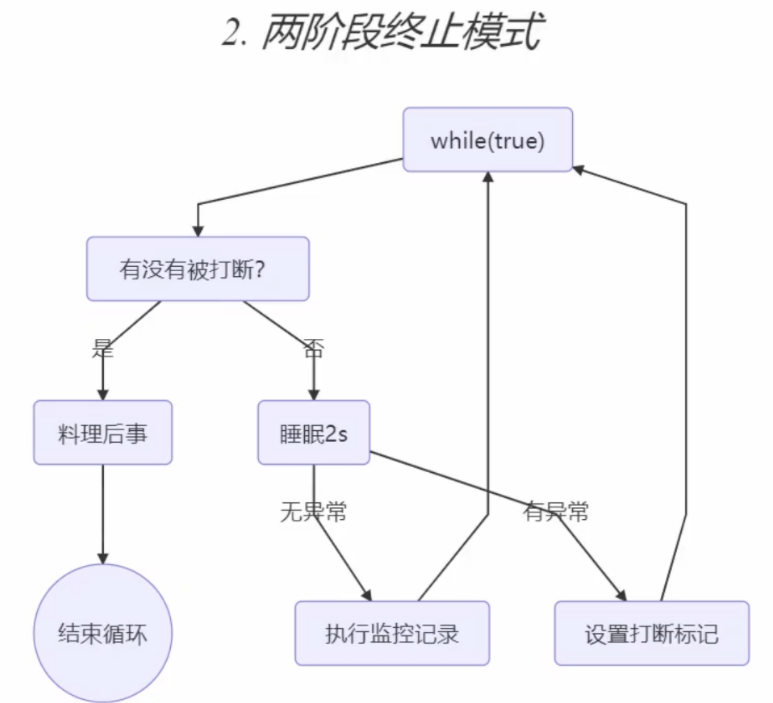 2. 两阶段终止模式
while(true)
有没有被打断?
是
否
料理后事
睡眠2s
无异常
有异常
结束循环
执行监控记录
设置打断标记